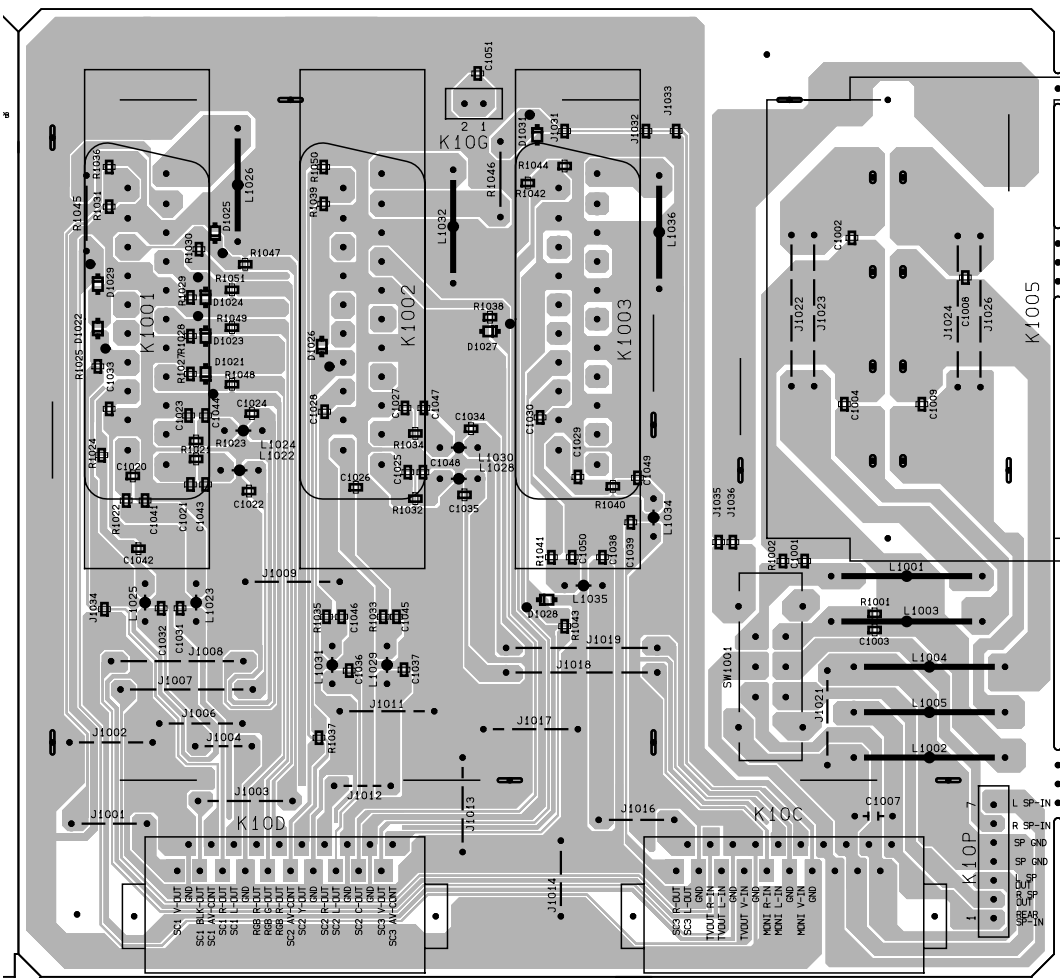 C1051
J1033
2 1
K10G
D1031
J1031
J1032
R1036
R1050
R1044
R1046
R1042
R1045
R1031
L1026
R1039
L1032
L1036
D1025
C1002
R1030
R1047
D1029
R1051
R1029
D1024
K1001
K1002
K1003
K1005
J1022
J1023
J1024
C1008
J1026
R1038
D1022
R1049
R1028
D1023
D1026
D1027
R1025
C1033
D1021
R1027
R1048
C1023
C1044
C1024
C1028
C1027
C1047
C1034
C1030
C1004
C1009
R1024
R1021
R1023
L1024
L1022
R1034
L1030
L1028
C1020
C1025
C1048
C1029
C1049
C1026
R1022
C1041
C1021
C1043
C1022
R1032
C1035
R1040
L1034
J1035
J1036
C1042
R1041
C1050
C1038
C1039
R1002
C1001
J1009
L1001
J1034
L1025
C1032
C1031
L1023
R1035
C1046
R1033
C1045
L1035
D1028
R1043
R1001
L1003
C1003
J1008
L1031
C1036
L1029
C1037
J1019
J1018
SW1001
L1004
J1007
J1021
J1006
J1011
L1005
J1002
J1004
R1037
J1017
L1002
J1003
J1012
J1013
J1001
K10D
J1016
K10C
C1007
K10P
7
L SP-IN
R SP-IN
SP GND
SP GND
L SP OUT
R SP OUT
1
REAR SP-IN
J1014
SC1 V-OUT
GND
SC1 BLK-OUT
SC1 AV-CONT
SC1 R-OUT
SC1 L-OUT
GND
RGB R-OUT
RGB G-OUT
RGB R-OUT
SC2 AV-CONT
SC2 Y-OUT
GND
SC2 R-OUT
SC2 L-OUT
GND
SC2 C-OUT
GND
SC3 V-OUT
SC3 AV-CONT
SC3 R-OUT
SC3 L-OUT
GND
TVOUT R-IN
TVOUT L-IN
GND
TVOUT V-IN
GND
MONI R-IN
MONI L-IN
GND
MONI V-IN
GND